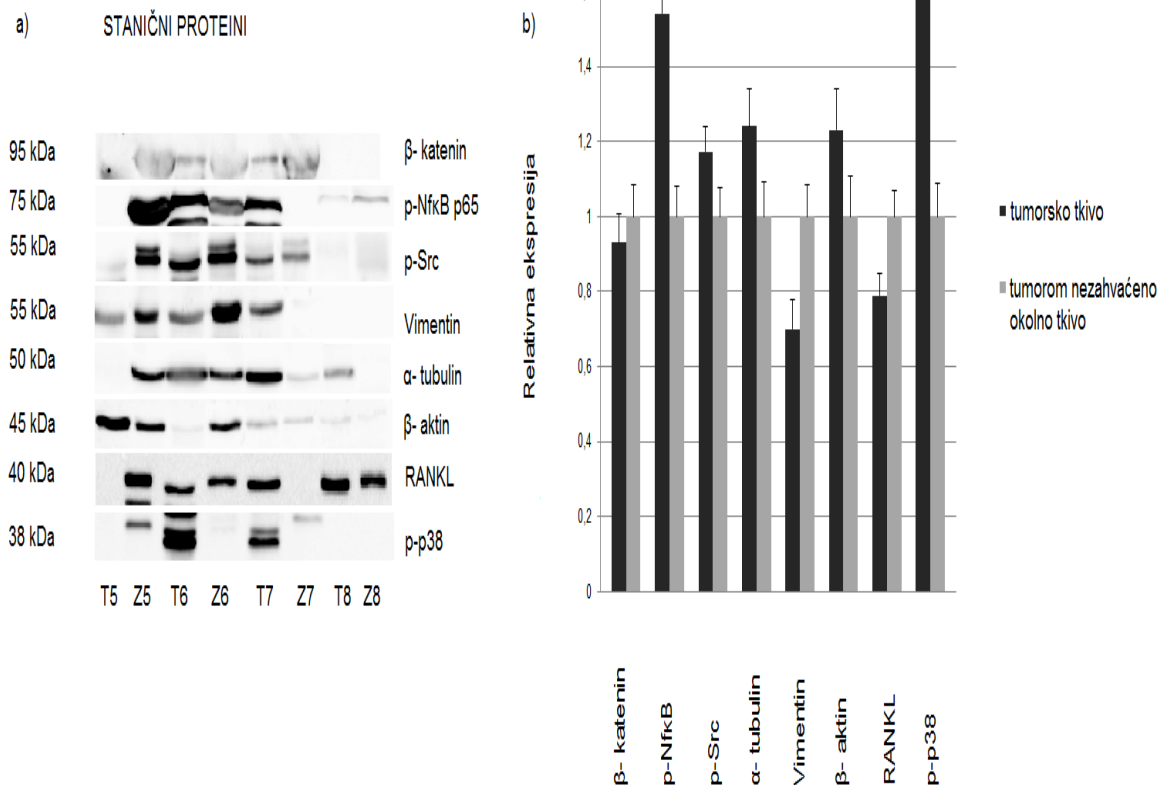 a)
STANIČNI PROTEINI
95 kDa
β- katenin
75 kDa
p-NfκB p65
55 kDa
p-Src
55 kDa
Vimentin
50 kDa
α- tubulin
45 kDa
β- aktin
40 kDa
RANKL
38 kDa
p-p38
T5 Z5 T6 Z6 T7 Z7 T8 Z8
b)
Relativna ekspresija
1,4
1,2
1
0,8
0,6
0,4
0,2
0
β- katenin
p-NfκB
p-Src
α- tubulin
Vimentin
β- aktin
RANKL
p-p38
tumorsko tkivo
tumorom nezahvaćeno
okolno tkivo